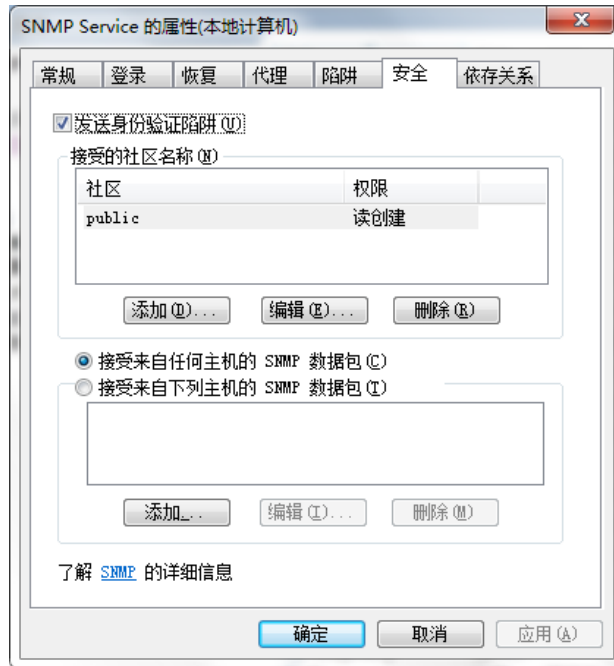 SNMP Service 的属性(本地计算机)
常规 登录 恢复 代理 陷阱 安全 依存关系
发送身份验证陷阱(U)
接受的社区名称(N)
社区 权限
public 读创建
添加(D)... 编辑(E)... 删除(R)
接受来自任何主机的 SNMP 数据包(C)
接受来自下列主机的 SNMP 数据包(T)
添加... 编辑(I)... 删除(M)
了解 SNMP 的详细信息
确定 取消 应用(A)